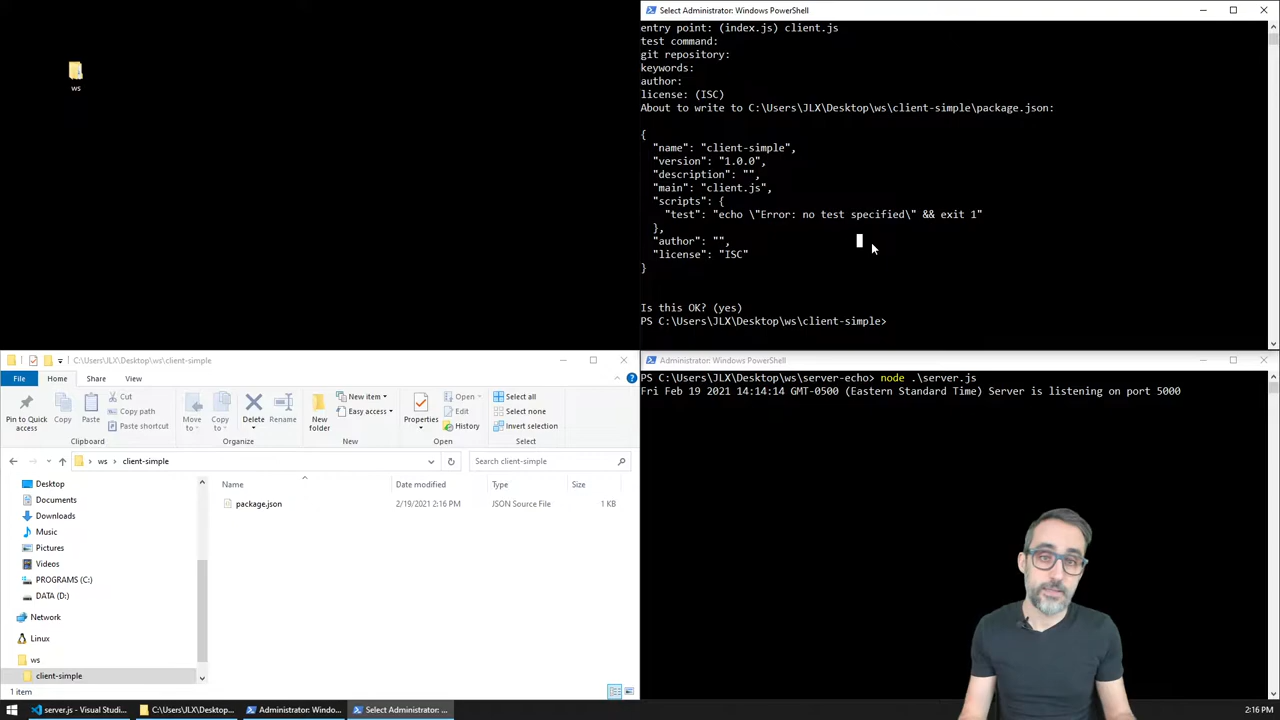 ws
Select Administrator: Windows PowerShell
entry point: (index.js) client.js
test command:
git repository:
keywords:
author:
license: (ISC)
About to write to C:\Users\JLX\Desktop\ws\client-simple\package.json:
{
"name": "client-simple",
"version": "1.0.0",
"description": "",
"main": "client.js",
"scripts": {
"test": "echo \"Error: no test specified\" && exit 1"
},
"author": "",
"license": "ISC"
}
Is this OK? (yes)
PS C:\Users\JLX\Desktop\ws\client-simple>
C:\Users\JLX\Desktop\ws\client-simple
File Home Share View
Pin to Quick access
Copy
Paste
Cut
Copy path
Paste shortcut
Move to
Copy to
Delete
Rename
New folder
New item
Easy access
Properties
Open
Edit
History
Select all
Select none
Invert selection
Clipboard Organize New Open Select
ws > client-simple
Search client-simple
Name Date modified Type Size
package.json 2/19/2021 2:16 PM JSON Source File 1 KB
Desktop
Documents
Downloads
Music
Pictures
Videos
PROGRAMS (C:)
DATA (D:)
Network
Linux
ws
client-simple
1 item
Administrator: Windows PowerShell
PS C:\Users\JLX\Desktop\ws\server-echo> node .\server.js
Fri Feb 19 2021 14:14:14 GMT-0500 (Eastern Standard Time) Server is listening on port 5000
server.js - Visual Studi...
C:\Users\JLX\Desktop...
Administrator: Windo...
Select Administrator: ...
2:16 PM